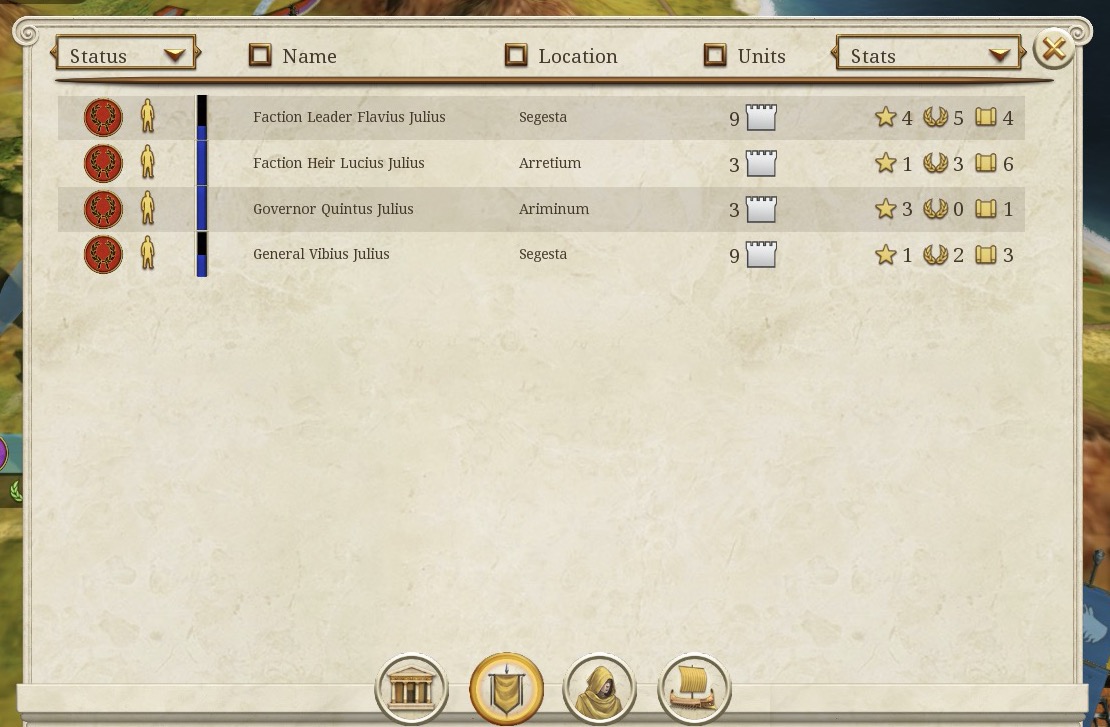 Status Name Location Units Stats
Faction Leader Flavius Julius Segesta 9 4 5 4
Faction Heir Lucius Julius Arretium 3 1 3 6
Governor Quintus Julius Ariminum 3 3 0 1
General Vibius Julius Segesta 9 1 2 3